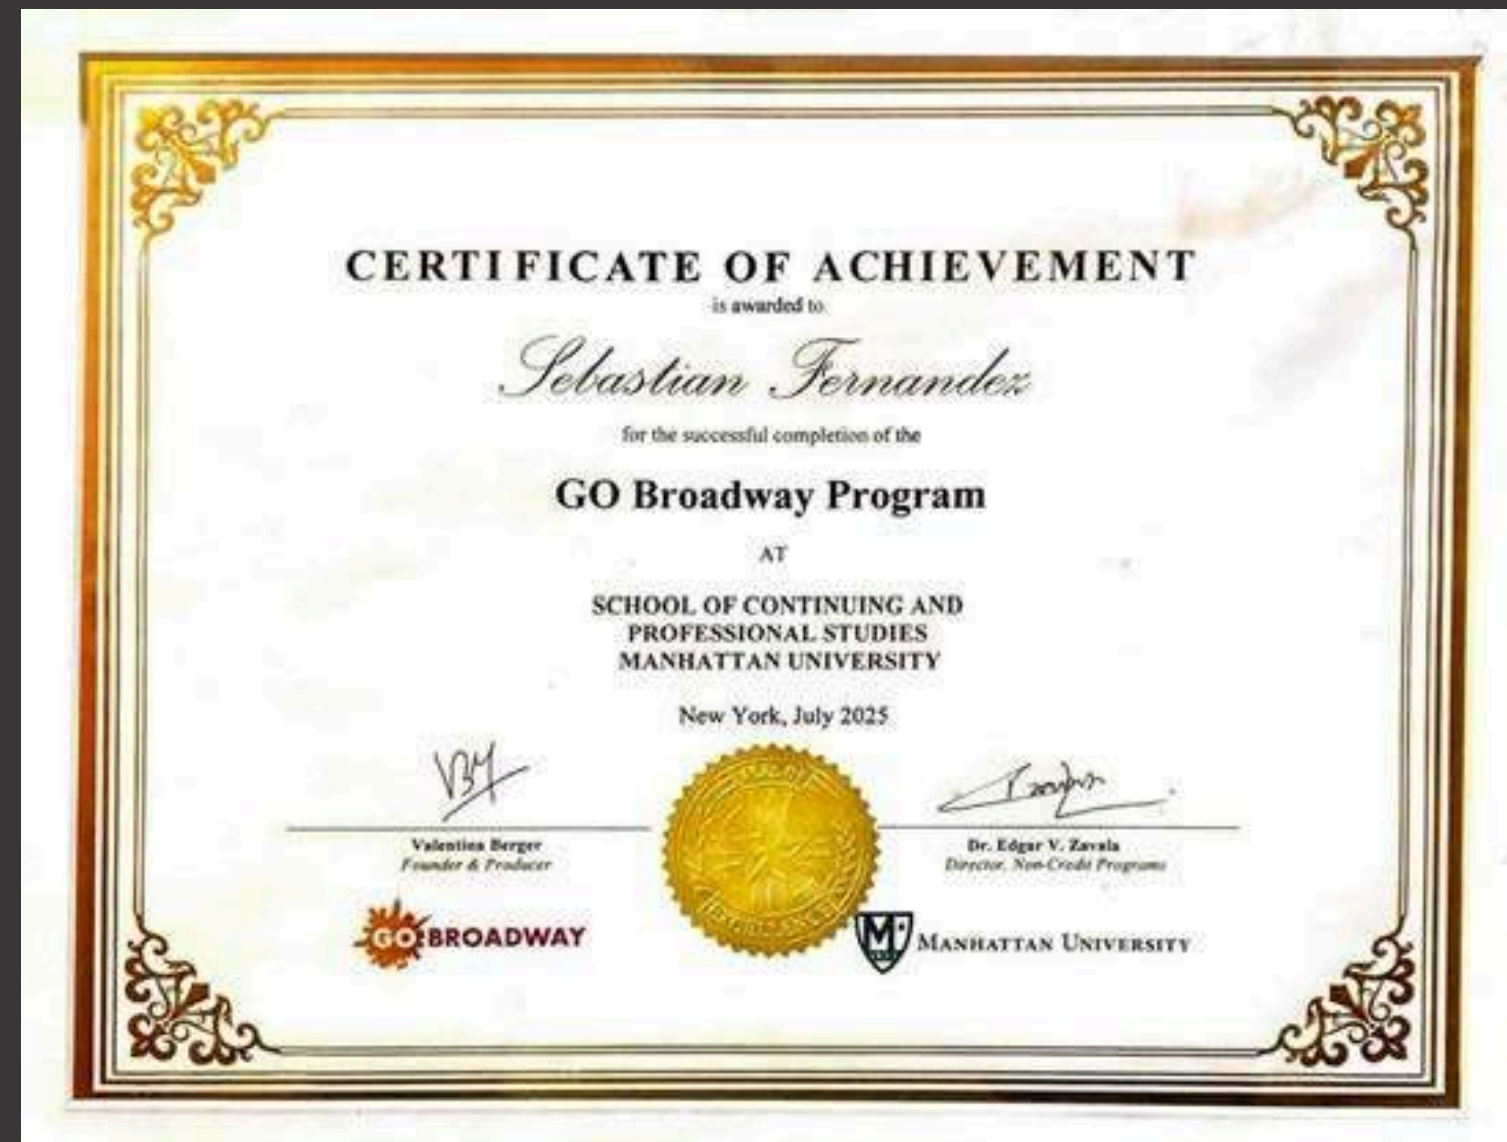 CERTIFICATE OF ACHIEVEMENT
is awarded to
Sebastian Fernandez
for the successful completion of the
GO Broadway Program
AT
SCHOOL OF CONTINUING AND
PROFESSIONAL STUDIES
MANHATTAN UNIVERSITY
New York, July 2025
Valentina Berger
Founder & Producer
Dr. Edgar V. Zavala
Director, Non-Credit Programs
GO BROADWAY
M
MANHATTAN UNIVERSITY